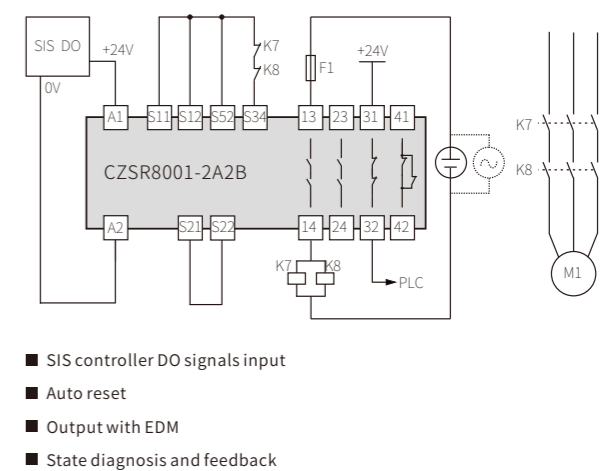 SIS DO
+24V
0V
K7
K8
F1
+24V
A1 S11 S12 S52 S34 13 23 31 41
CZSR8001-2A2B
A2 S21 S22 14 24 32 42
K7 K8
PLC
K7
K8
M1
SIS controller DO signals input
Auto reset
Output with EDM
State diagnosis and feedback